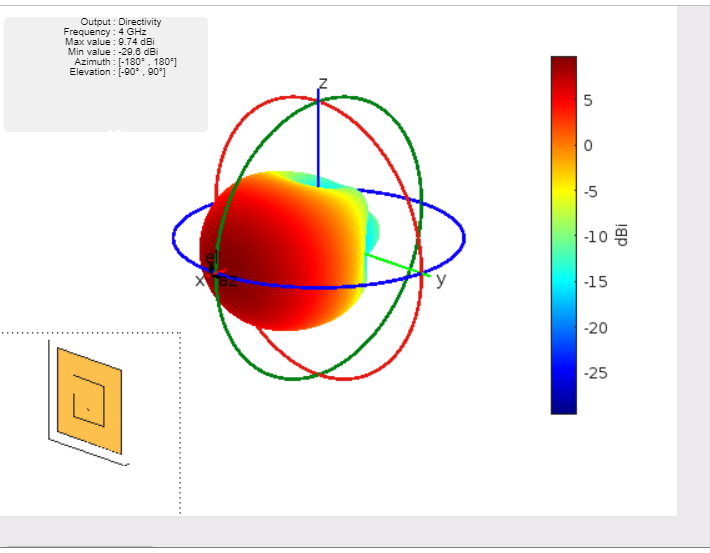 Output : Directivity
Frequency : 4 GHz
Max value : 9.74 dBi
Min value : -29.6 dBi
Azimuth : [-180° , 180°]
Elevation : [-90° , 90°]
z
5
0
-5
-10
-15
-20
-25
dBi
el
x
az
y